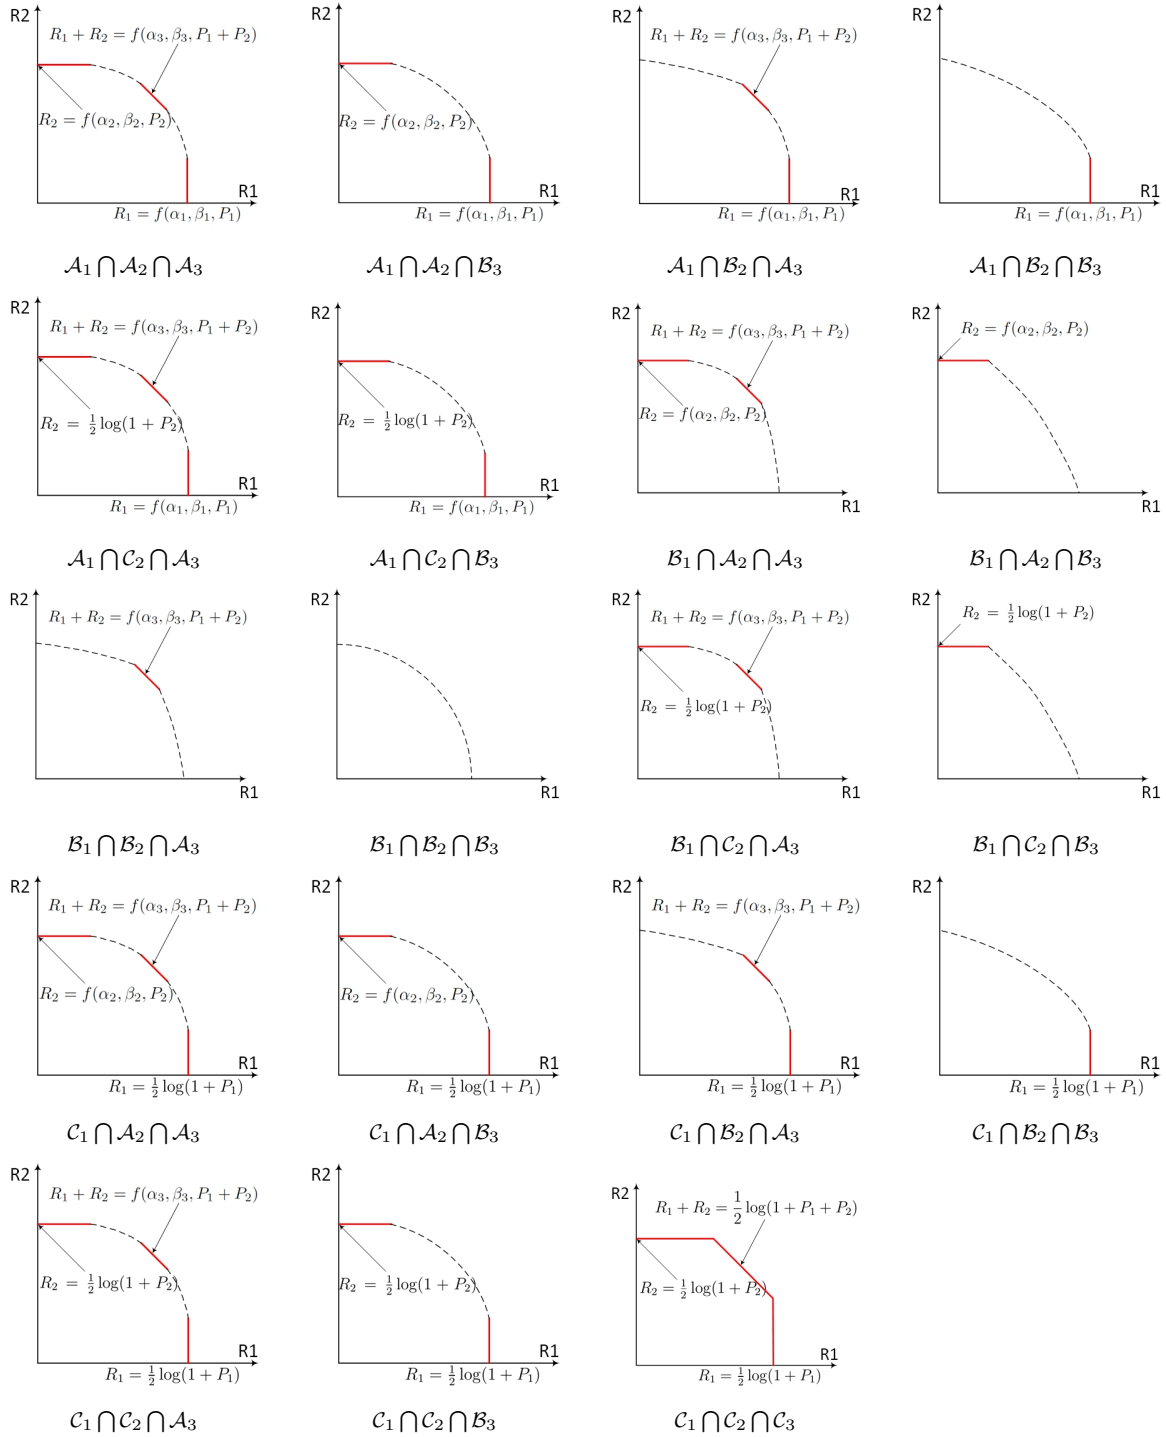 R2
R₁ + R₂ = f(α₃, β₃, P₁ + P₂)
R₂ = f(α₂, β₂, P₂)
R1
R₁ = f(α₁, β₁, P₁)
𝒜₁ ⋂ 𝒜₂ ⋂ 𝒜₃
R2
R₂ = f(α₂, β₂, P₂)
R1
R₁ = f(α₁, β₁, P₁)
𝒜₁ ⋂ 𝒜₂ ⋂ ℬ₃
R2
R₁ + R₂ = f(α₃, β₃, P₁ + P₂)
R1
R₁ = f(α₁, β₁, P₁)
𝒜₁ ⋂ ℬ₂ ⋂ 𝒜₃
R2
R1
R₁ = f(α₁, β₁, P₁)
𝒜₁ ⋂ ℬ₂ ⋂ ℬ₃
R2
R₁ + R₂ = f(α₃, β₃, P₁ + P₂)
R₂ = ½ log(1 + P₂)
R1
R₁ = f(α₁, β₁, P₁)
𝒜₁ ⋂ 𝒞₂ ⋂ 𝒜₃
R2
R₂ = ½ log(1 + P₂)
R1
R₁ = f(α₁, β₁, P₁)
𝒜₁ ⋂ 𝒞₂ ⋂ ℬ₃
R2
R₁ + R₂ = f(α₃, β₃, P₁ + P₂)
R₂ = f(α₂, β₂, P₂)
R1
ℬ₁ ⋂ 𝒜₂ ⋂ 𝒜₃
R2
R₂ = f(α₂, β₂, P₂)
R1
ℬ₁ ⋂ 𝒜₂ ⋂ ℬ₃
R2
R₁ + R₂ = f(α₃, β₃, P₁ + P₂)
R1
ℬ₁ ⋂ ℬ₂ ⋂ 𝒜₃
R2
R1
ℬ₁ ⋂ ℬ₂ ⋂ ℬ₃
R2
R₁ + R₂ = f(α₃, β₃, P₁ + P₂)
R₂ = ½ log(1 + P₂)
R1
ℬ₁ ⋂ 𝒞₂ ⋂ 𝒜₃
R2
R₂ = ½ log(1 + P₂)
R1
ℬ₁ ⋂ 𝒞₂ ⋂ ℬ₃
R2
R₁ + R₂ = f(α₃, β₃, P₁ + P₂)
R₂ = f(α₂, β₂, P₂)
R1
R₁ = ½ log(1 + P₁)
𝒞₁ ⋂ 𝒜₂ ⋂ 𝒜₃
R2
R₂ = f(α₂, β₂, P₂)
R1
R₁ = ½ log(1 + P₁)
𝒞₁ ⋂ 𝒜₂ ⋂ ℬ₃
R2
R₁ + R₂ = f(α₃, β₃, P₁ + P₂)
R1
R₁ = ½ log(1 + P₁)
𝒞₁ ⋂ ℬ₂ ⋂ 𝒜₃
R2
R1
R₁ = ½ log(1 + P₁)
𝒞₁ ⋂ ℬ₂ ⋂ ℬ₃
R2
R₁ + R₂ = f(α₃, β₃, P₁ + P₂)
R₂ = ½ log(1 + P₂)
R1
R₁ = ½ log(1 + P₁)
𝒞₁ ⋂ 𝒞₂ ⋂ 𝒜₃
R2
R₂ = ½ log(1 + P₂)
R1
R₁ = ½ log(1 + P₁)
𝒞₁ ⋂ 𝒞₂ ⋂ ℬ₃
R2
R₁ + R₂ = ½ log(1 + P₁ + P₂)
R₂ = ½ log(1 + P₂)
R1
R₁ = ½ log(1 + P₁)
𝒞₁ ⋂ 𝒞₂ ⋂ 𝒞₃